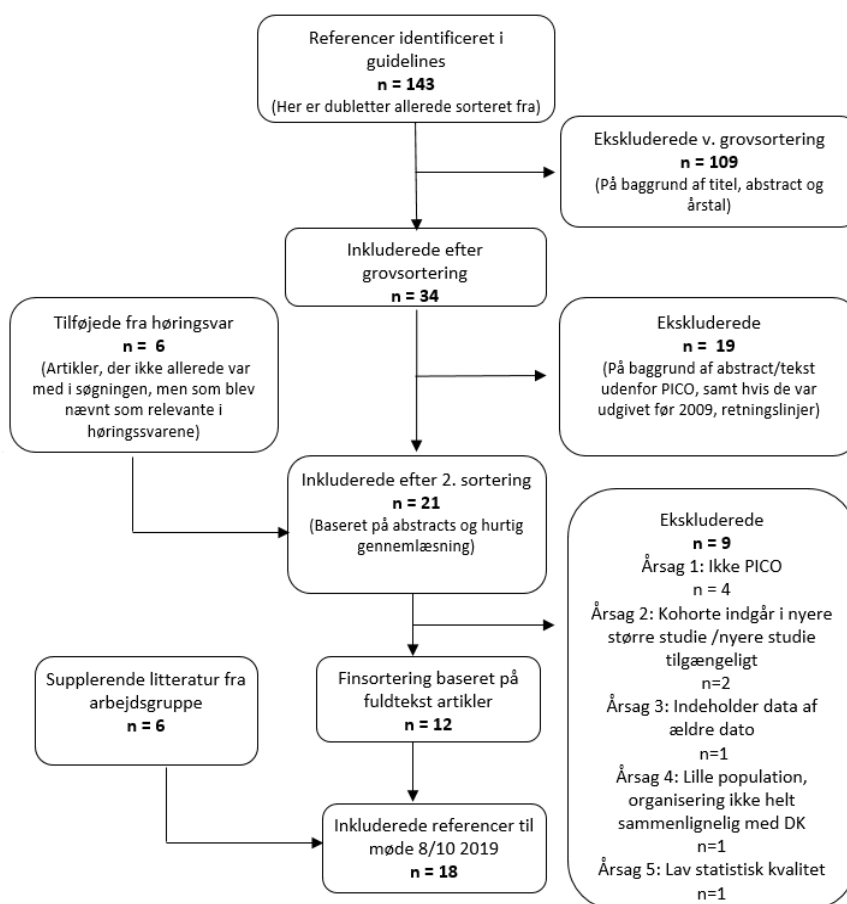 Referencer identificeret i
guidelines
n = 143
(Her er dubletter allerede sorteret fra)
Ekskluderede v. grovsortering
n = 109
(På baggrund af titel, abstract og
årstal)
Inkluderede efter
grovsortering
n = 34
Tilføjede fra høringsvar
n = 6
(Artikler, der ikke allerede var
med i søgningen, men som blev
nævnt som relevante i
høringssvarene)
Ekskluderede
n = 19
(På baggrund af abstract/tekst
udenfor PICO, samt hvis de var
udgivet før 2009, retningslinjer)
Inkluderede efter 2. sortering
n = 21
(Baseret på abstracts og hurtig
gennemlæsning)
Ekskluderede
n = 9
Årsag 1: Ikke PICO
n = 4
Årsag 2: Kohorte indgår i nyere
større studie /nyere studie
tilgængeligt
n=2
Årsag 3: Indeholder data af
ældre dato
n=1
Årsag 4: Lille population,
organisering ikke helt
sammenlignelig med DK
n=1
Årsag 5: Lav statistisk kvalitet
n=1
Supplerende litteratur fra
arbejdsgruppe
n = 6
Finsortering baseret på
fuldtekst artikler
n = 12
Inkluderede referencer til
møde 8/10 2019
n = 18